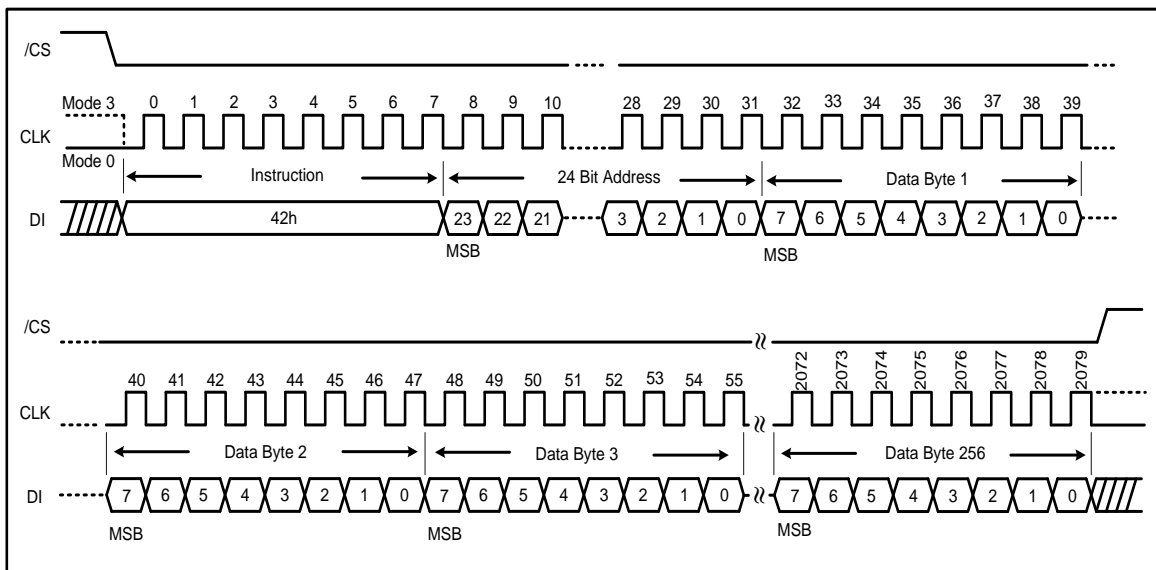 /CS
Mode 3 0 1 2 3 4 5 6 7 8 9 10 28 29 30 31 32 33 34 35 36 37 38 39
CLK
Mode 0
Instruction 24 Bit Address Data Byte 1
DI 42h 23 22 21 3 2 1 0 7 6 5 4 3 2 1 0
MSB MSB
/CS
40 41 42 43 44 45 46 47 48 49 50 51 52 53 54 55 2072 2073 2074 2075 2076 2077 2078 2079
CLK
Data Byte 2 Data Byte 3 Data Byte 256
DI 7 6 5 4 3 2 1 0 7 6 5 4 3 2 1 0 7 6 5 4 3 2 1 0
MSB MSB MSB